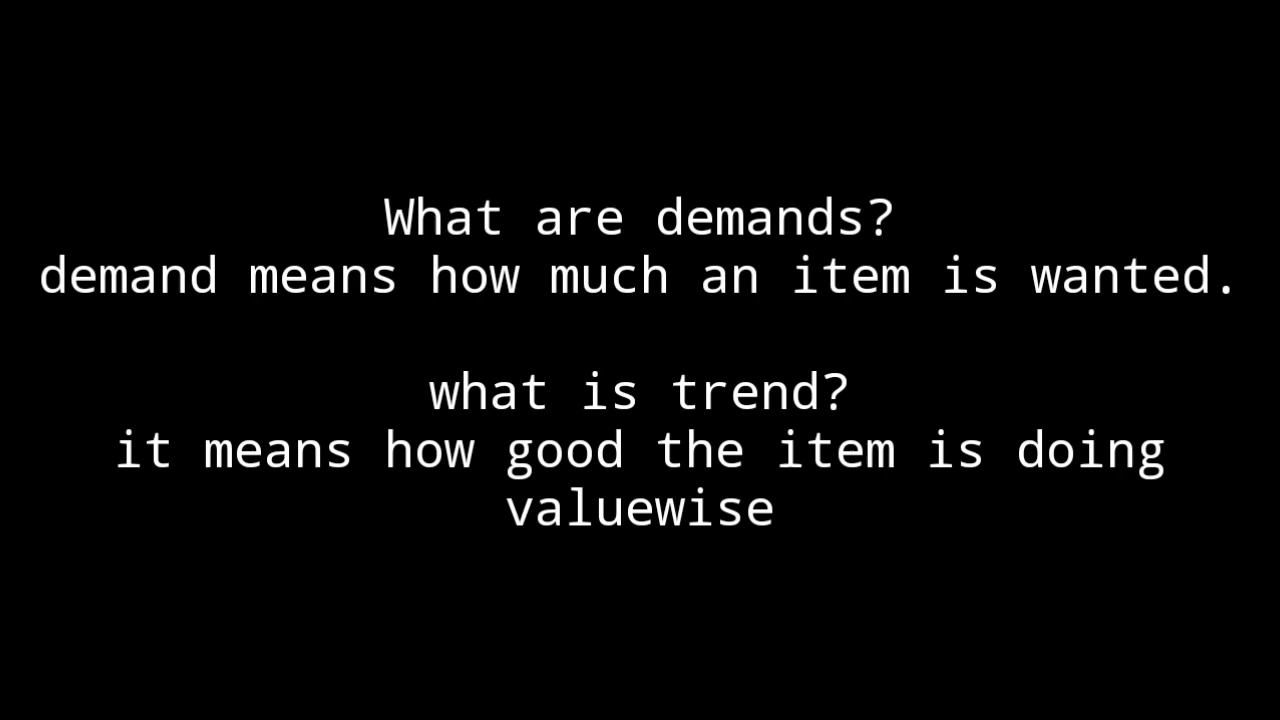 What are demands?
demand means how much an item is wanted.
what is trend?
it means how good the item is doing
valuewise